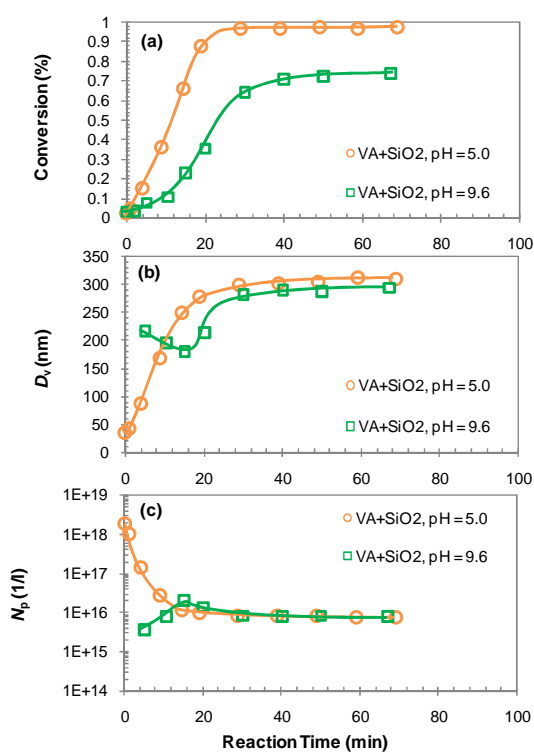 (a)
Conversion (%)
1
0.9
0.8
0.7
0.6
0.5
0.4
0.3
0.2
0.1
0
VA+SiO2, pH = 5.0
VA+SiO2, pH = 9.6
0 20 40 60 80 100
(b)
Dv (nm)
350
300
250
200
150
100
50
0
VA+SiO2, pH = 5.0
VA+SiO2, pH = 9.6
0 20 40 60 80 100
(c)
Np (1/l)
1E+19
1E+18
1E+17
1E+16
1E+15
1E+14
VA+SiO2, pH = 5.0
VA+SiO2, pH = 9.6
0 20 40 60 80 100
Reaction Time (min)